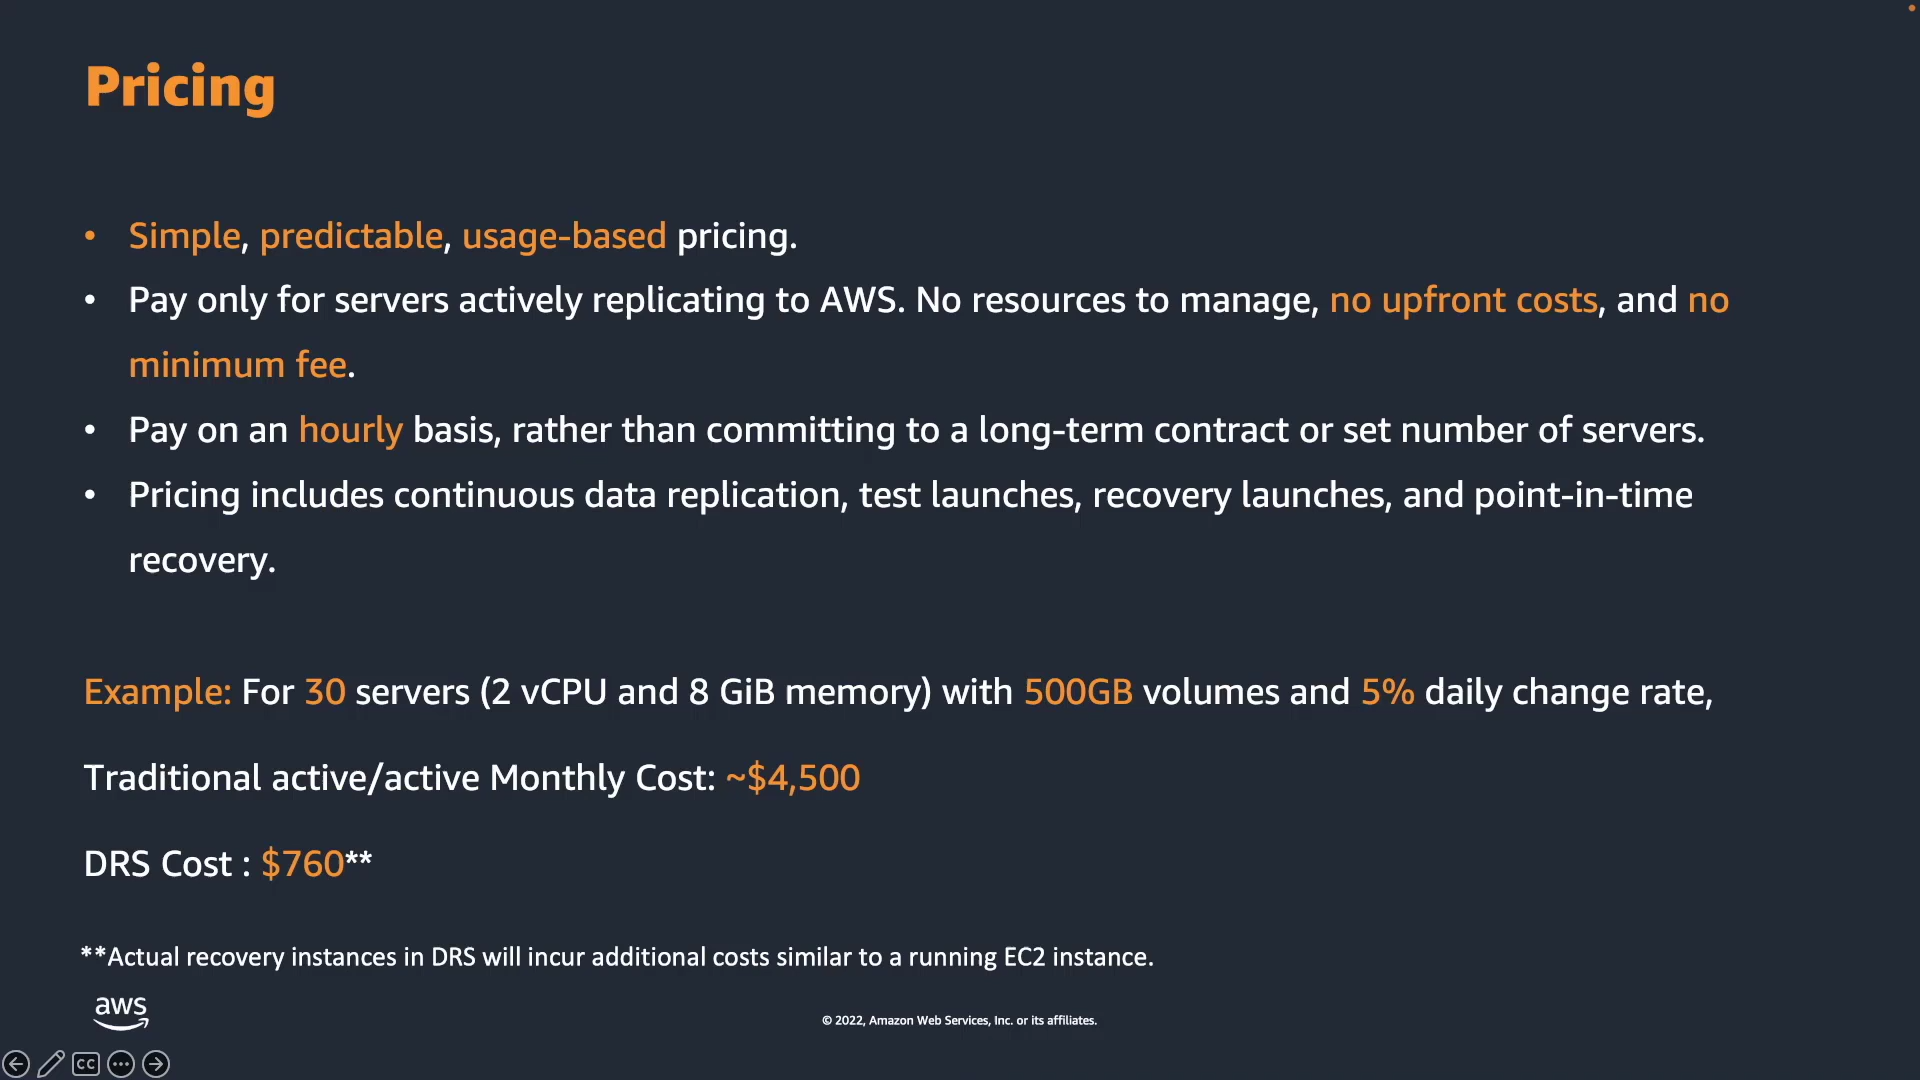 Pricing
• Simple, predictable, usage-based pricing.
• Pay only for servers actively replicating to AWS. No resources to manage, no upfront costs, and no
minimum fee.
• Pay on an hourly basis, rather than committing to a long-term contract or set number of servers.
• Pricing includes continuous data replication, test launches, recovery launches, and point-in-time
recovery.
Example: For 30 servers (2 vCPU and 8 GiB memory) with 500GB volumes and 5% daily change rate,
Traditional active/active Monthly Cost: ~$4,500
DRS Cost : $760**
**Actual recovery instances in DRS will incur additional costs similar to a running EC2 instance.
aws
© 2022, Amazon Web Services, Inc. or its affiliates.
CC